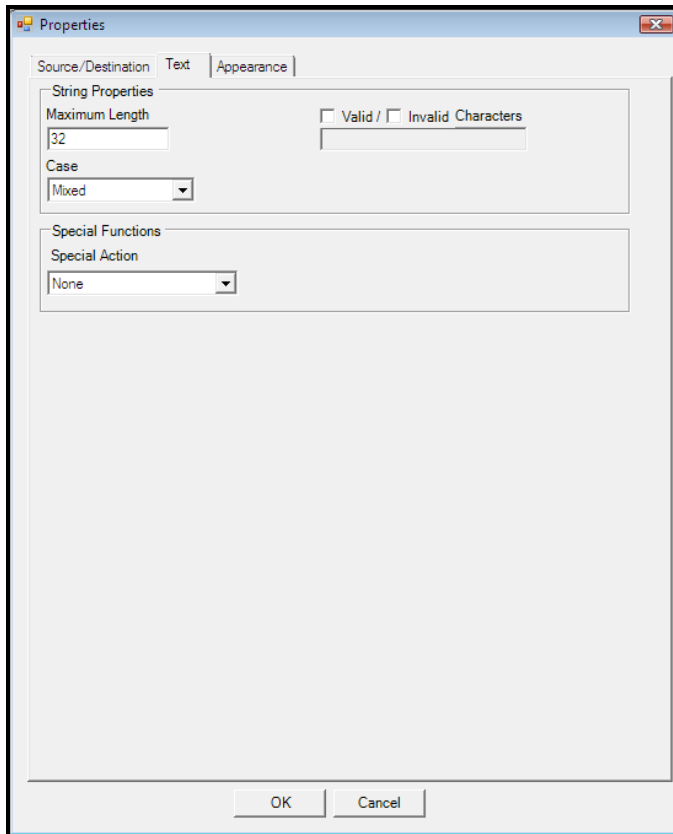 Properties
Source/Destination Text Appearance
String Properties
Maximum Length
Valid / Invalid Characters
32
Case
Mixed
Special Functions
Special Action
None
OK Cancel